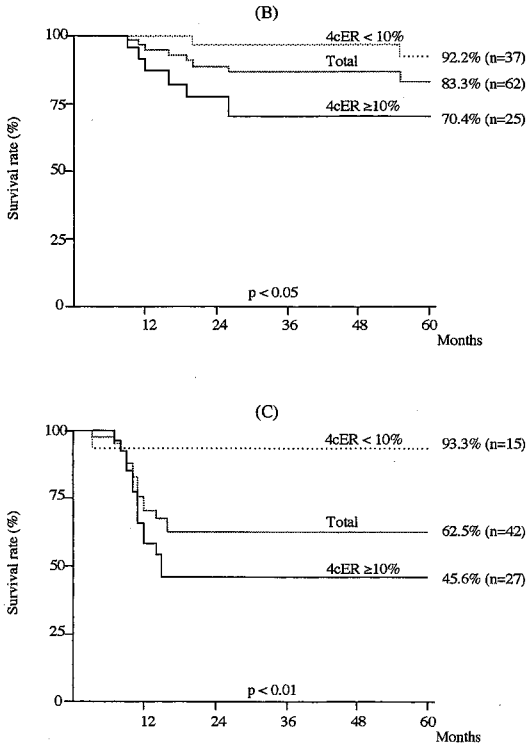 (B)
100
4cER < 10%
92.2% (n=37)
Total
83.3% (n=62)
75
4cER ≥10%
70.4% (n=25)
Survival rate (%)
50
25
0
p < 0.05
12 24 36 48 60
Months
(C)
100
4cER < 10%
93.3% (n=15)
75
Total
62.5% (n=42)
Survival rate (%)
50
4cER ≥10%
45.6% (n=27)
25
0
p < 0.01
12 24 36 48 60
Months